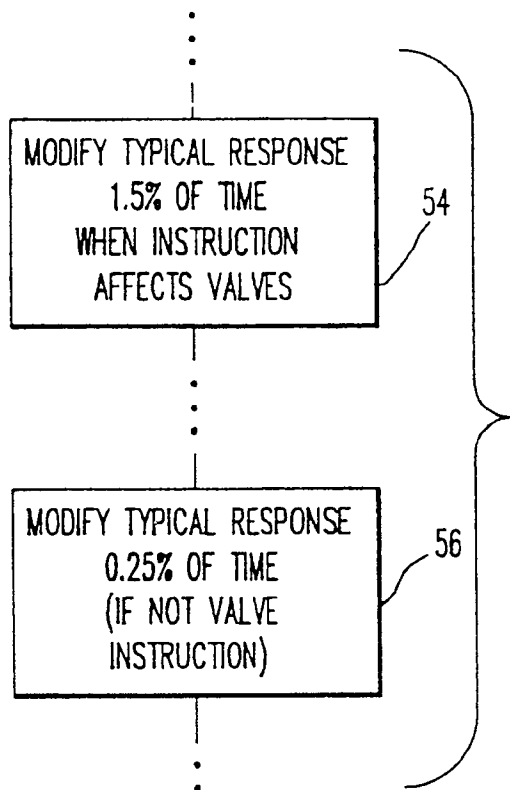 MODIFY TYPICAL RESPONSE
1.5% OF TIME
WHEN INSTRUCTION
AFFECTS VALVES
54
MODIFY TYPICAL RESPONSE
0.25% OF TIME
(IF NOT VALVE
INSTRUCTION)
56